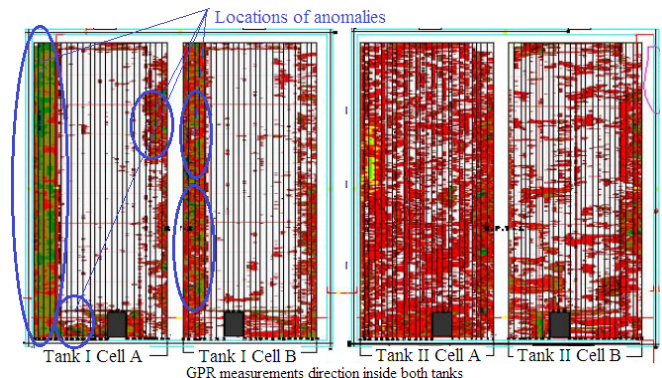 Locations of anomalies
Tank I Cell A
Tank I Cell B
Tank II Cell A
Tank II Cell B
GPR measurements direction inside both tanks